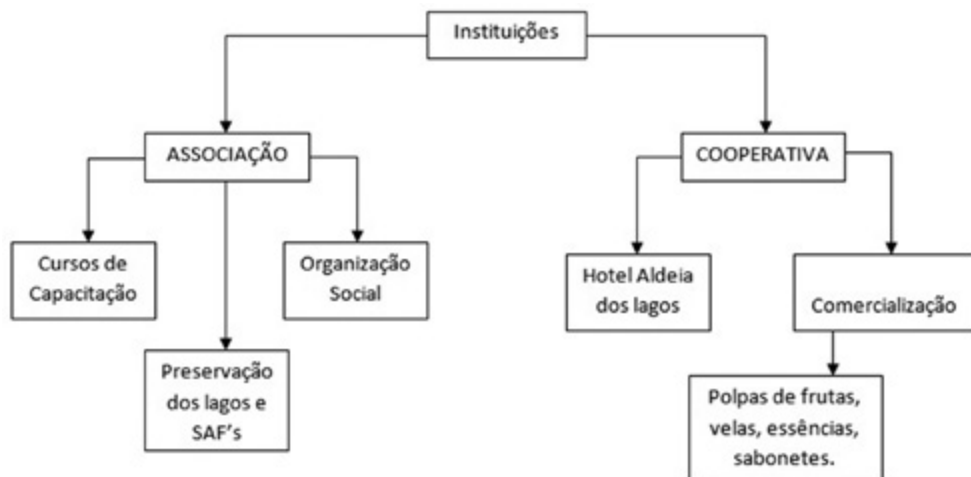 Instituições
ASSOCIAÇÃO
COOPERATIVA
Cursos de
Capacitação
Organização
Social
Preservação
dos lagos e
SAF's
Hotel Aldeia
dos lagos
Comercialização
Polpas de frutas,
velas, essências,
sabonetes.